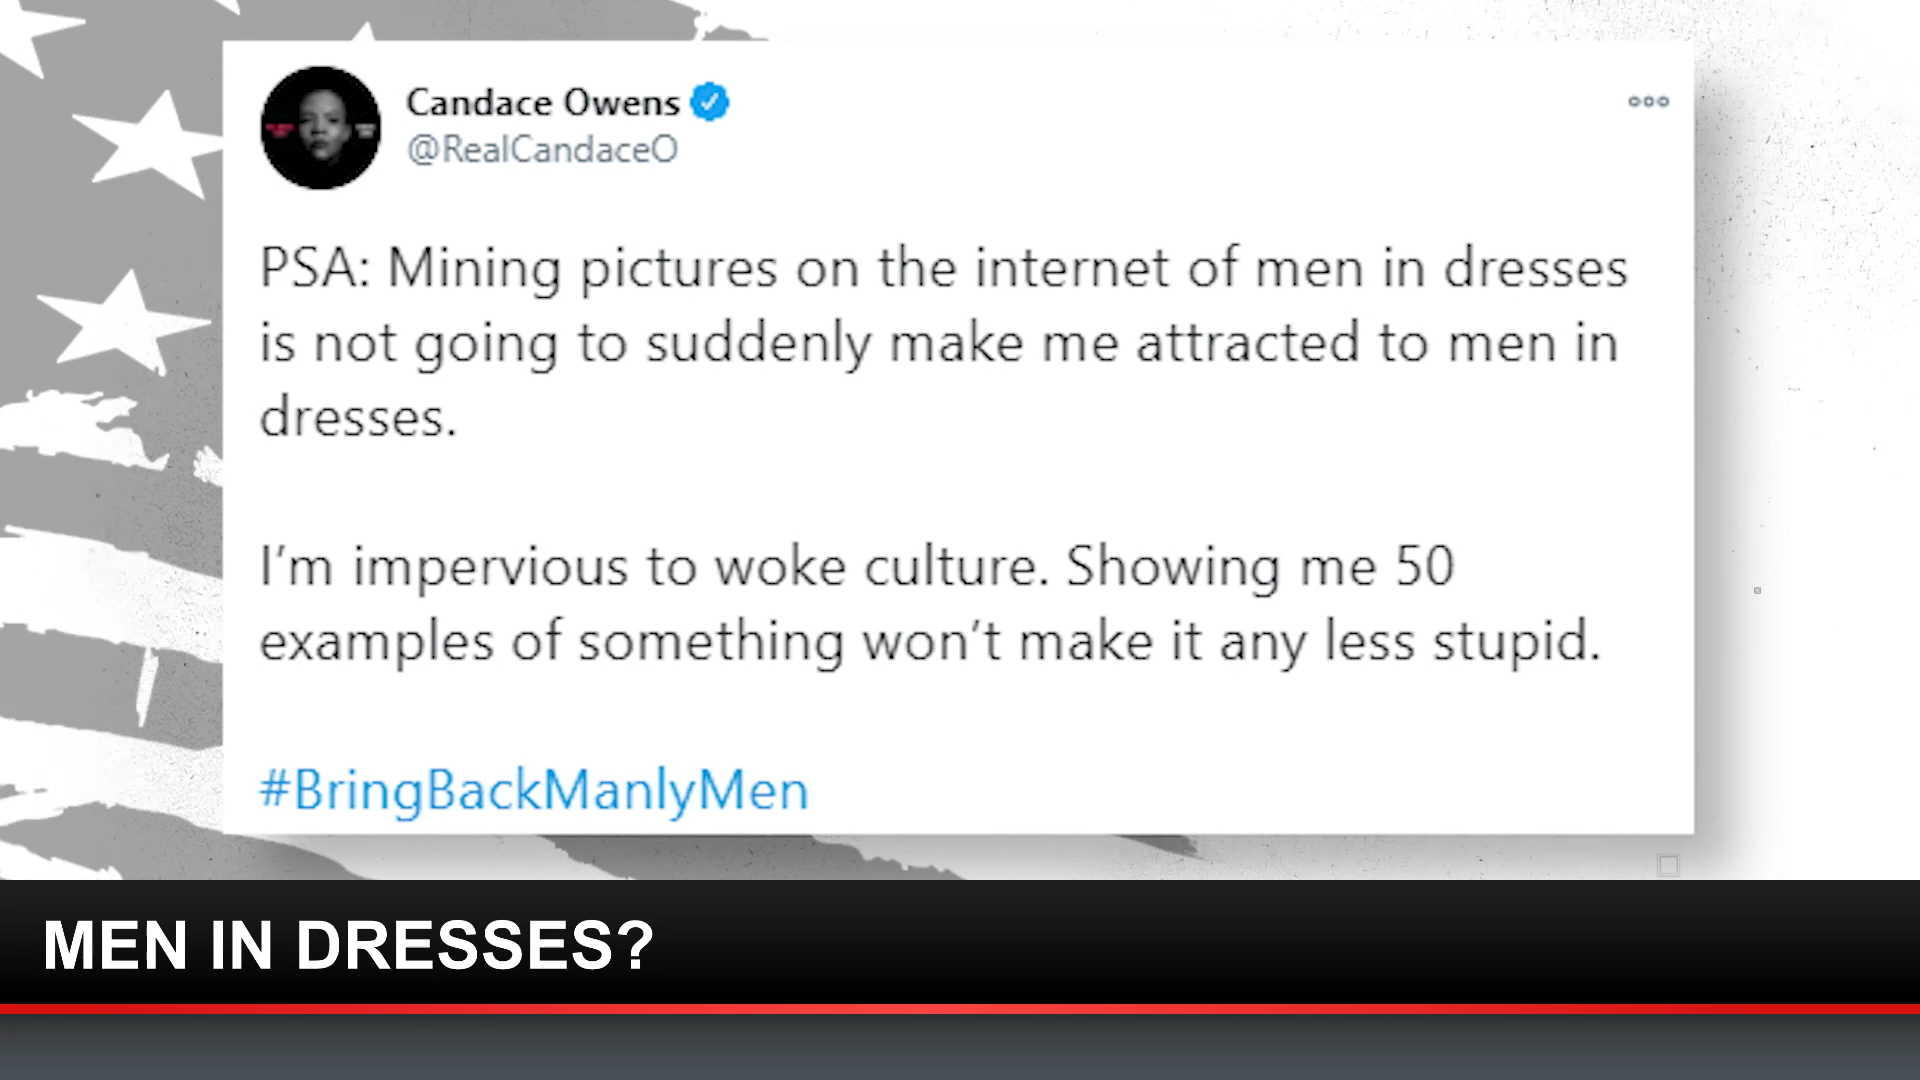 Candace Owens
@RealCandaceO
PSA: Mining pictures on the internet of men in dresses
is not going to suddenly make me attracted to men in
dresses.
I'm impervious to woke culture. Showing me 50
examples of something won't make it any less stupid.
#BringBackManlyMen
MEN IN DRESSES?